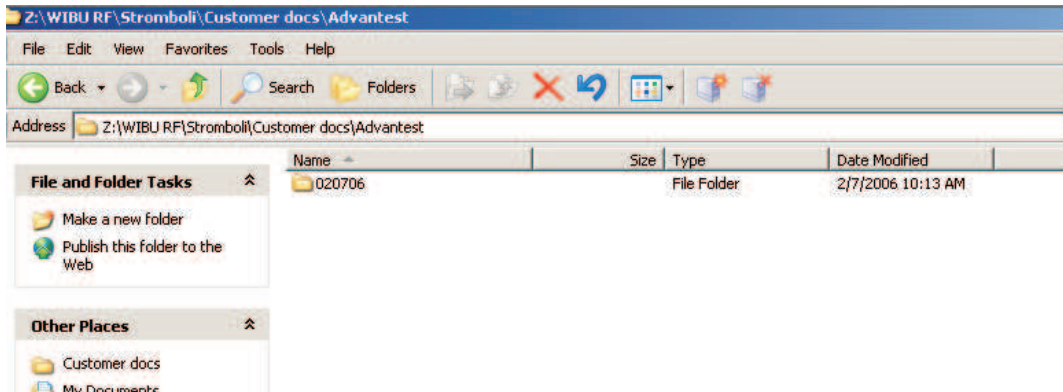 Z:\WIBU RF\Stromboli\Customer docs\Advantest
File Edit View Favorites Tools Help
Back Search Folders
Address Z:\WIBU RF\Stromboli\Customer docs\Advantest
Name Size Type Date Modified
020706 File Folder 2/7/2006 10:13 AM
File and Folder Tasks
Make a new folder
Publish this folder to the
Web
Other Places
Customer docs
My Documents